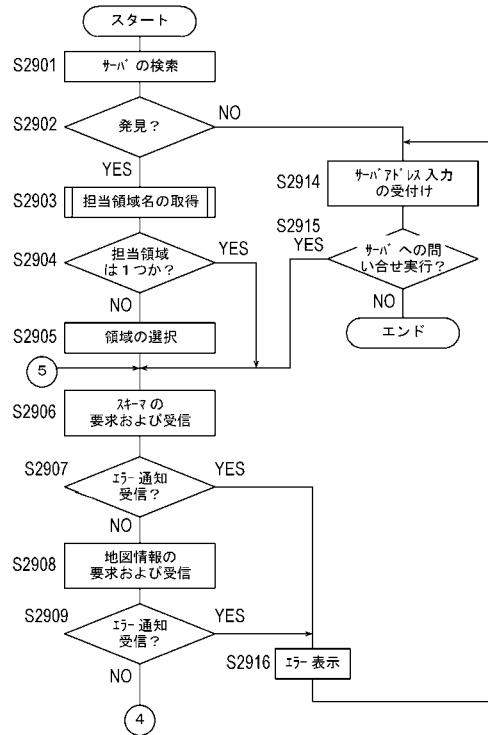 スタート
S2901
サーバの検索
S2902
発見？
NO
YES
S2903
担当領域名の取得
S2904
担当領域
は１つか？
YES
NO
S2905
領域の選択
5
S2906
スキーマの
要求および受信
S2907
エラー通知
受信？
YES
NO
S2908
地図情報の
要求および受信
S2909
エラー通知
受信？
YES
NO
4
S2914
サーバアドレス入力
の受付け
S2915
YES
サーバへの問
い合せ実行？
NO
エンド
S2916
エラー表示